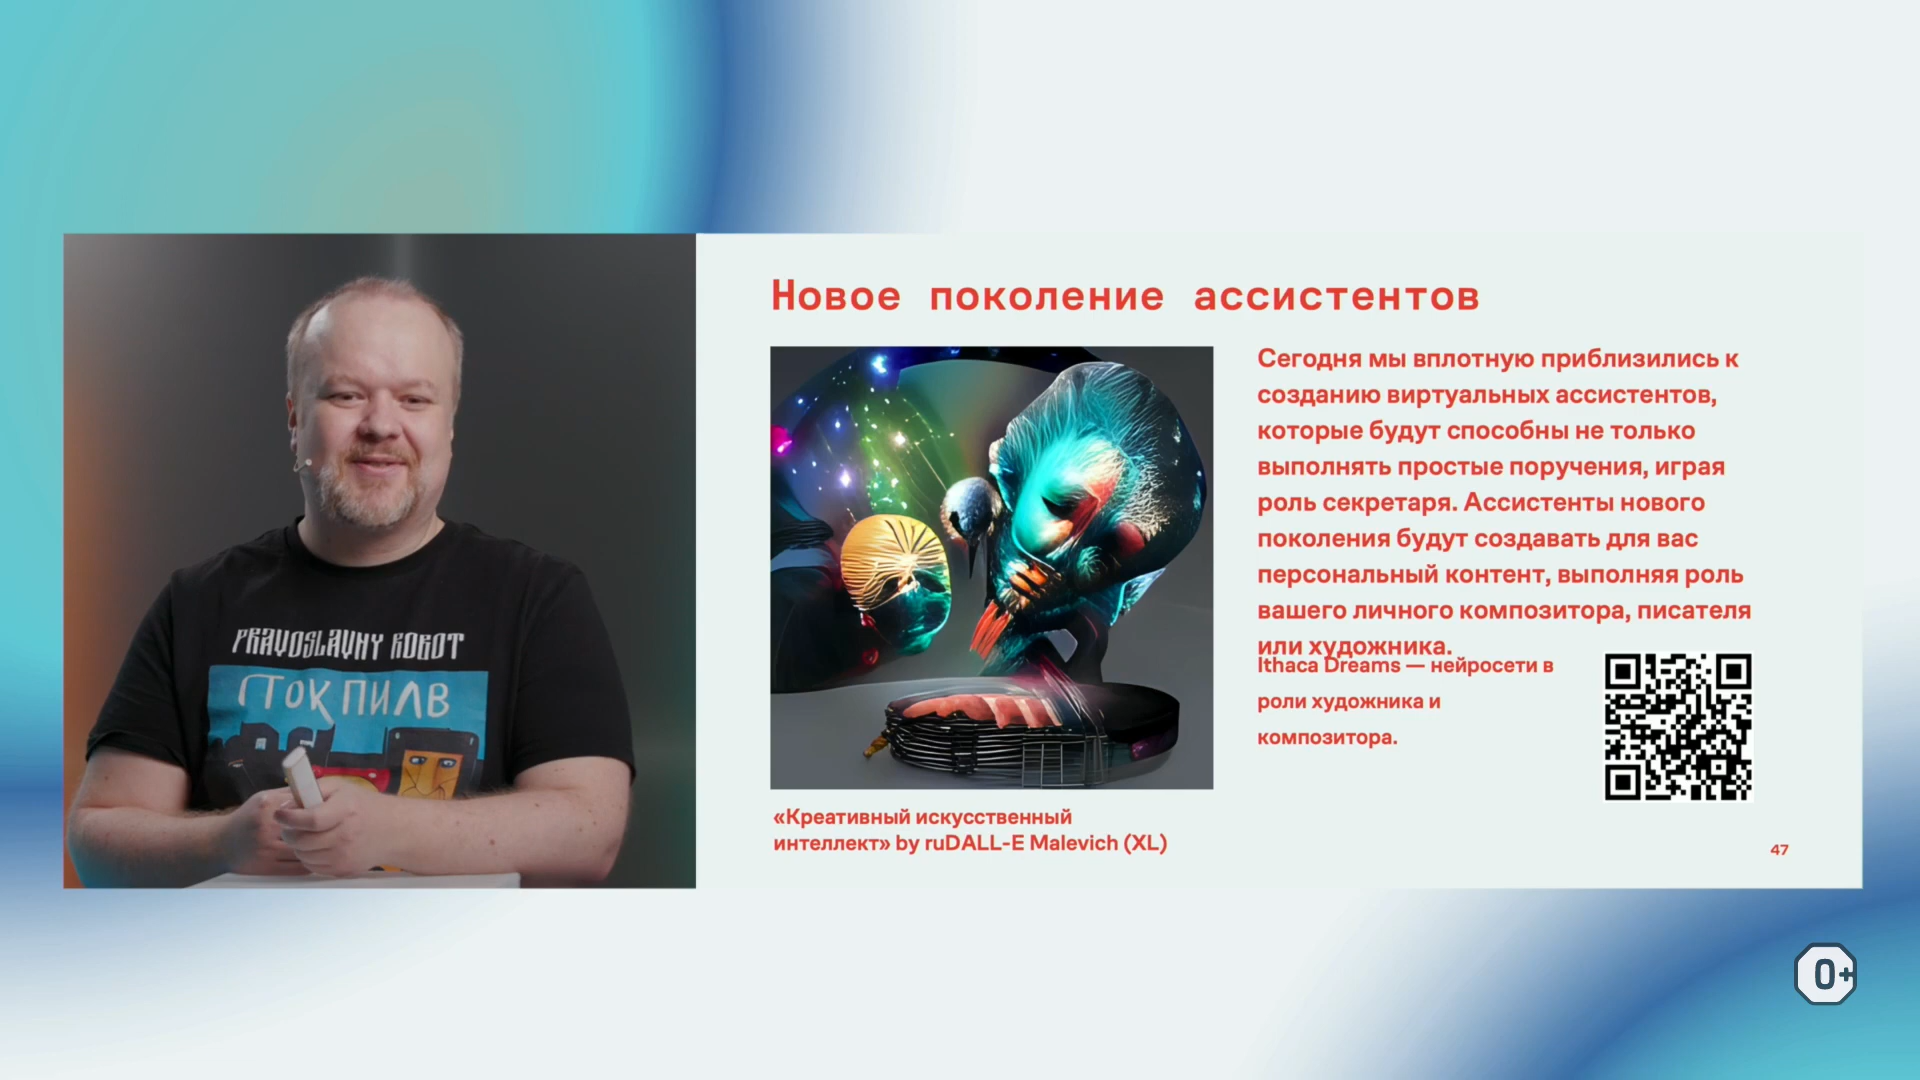 Новое поколение ассистентов
PRAVOSLAVNY ROBOT
Сегодня мы вплотную приблизились к
созданию виртуальных ассистентов,
которые будут способны не только
выполнять простые поручения, играя
роль секретаря. Ассистенты нового
поколения будут создавать для вас
персональный контент, выполняя роль
вашего личного композитора, писателя
или художника.
Ithaca Dreams — нейросети в
роли художника и
композитора.
«Креативный искусственный
интеллект» by ruDALL-E Malevich (XL)
47
0+